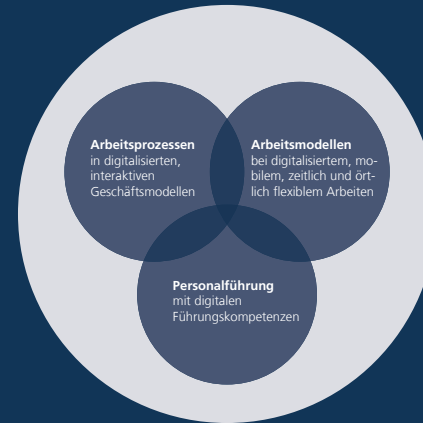 Arbeitsprozessen
in digitalisierten,
interaktiven
Geschäftsmodellen
Arbeitsmodellen
bei digitalisiertem, mo-
bilem, zeitlich und ört-
lich flexiblem Arbeiten
Personalführung
mit digitalen
Führungskompetenzen